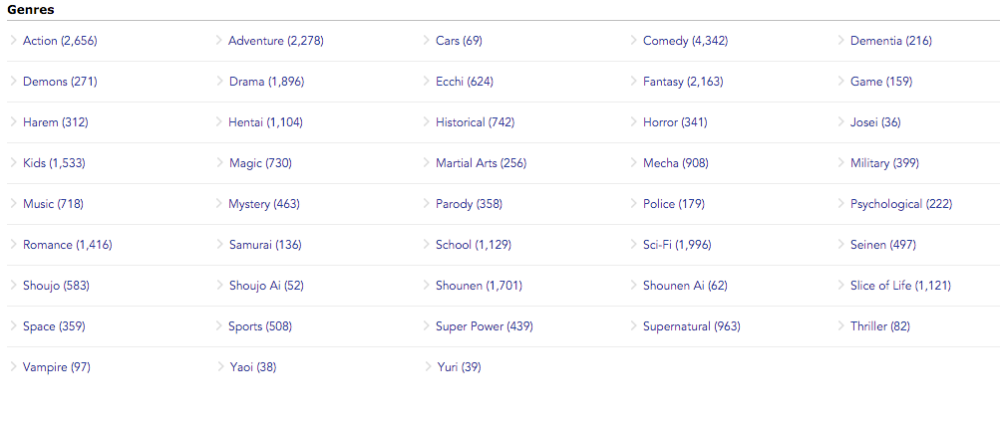 Genres
Action (2,656) Adventure (2,278) Cars (69) Comedy (4,342) Dementia (216)
Demons (271) Drama (1,896) Ecchi (624) Fantasy (2,163) Game (159)
Harem (312) Hentai (1,104) Historical (742) Horror (341) Josei (36)
Kids (1,533) Magic (730) Martial Arts (256) Mecha (908) Military (399)
Music (718) Mystery (463) Parody (358) Police (179) Psychological (222)
Romance (1,416) Samurai (136) School (1,129) Sci-Fi (1,996) Seinen (497)
Shoujo (583) Shoujo Ai (52) Shounen (1,701) Shounen Ai (62) Slice of Life (1,121)
Space (359) Sports (508) Super Power (439) Supernatural (963) Thriller (82)
Vampire (97) Yaoi (38) Yuri (39)